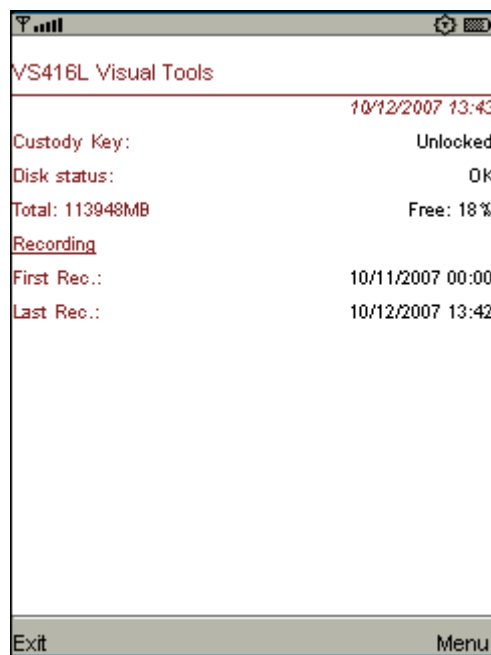 VS416L Visual Tools
10/12/2007 13:43
Custody Key: Unlocked
Disk status: OK
Total: 113948MB Free: 18%
Recording
First Rec.: 10/11/2007 00:00
Last Rec.: 10/12/2007 13:42
Exit Menu